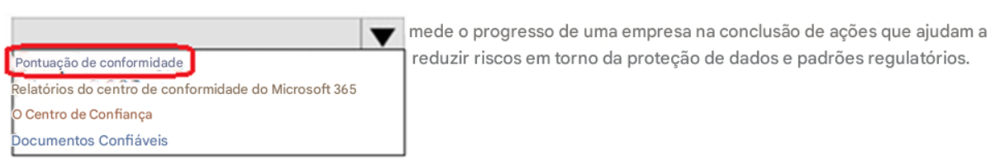 mede o progresso de uma empresa na conclusão de ações que ajudam a
reduzir riscos em torno da proteção de dados e padrões regulatórios.
Pontuação de conformidade
Relatórios do centro de conformidade do Microsoft 365
O Centro de Confiança
Documentos Confiáveis